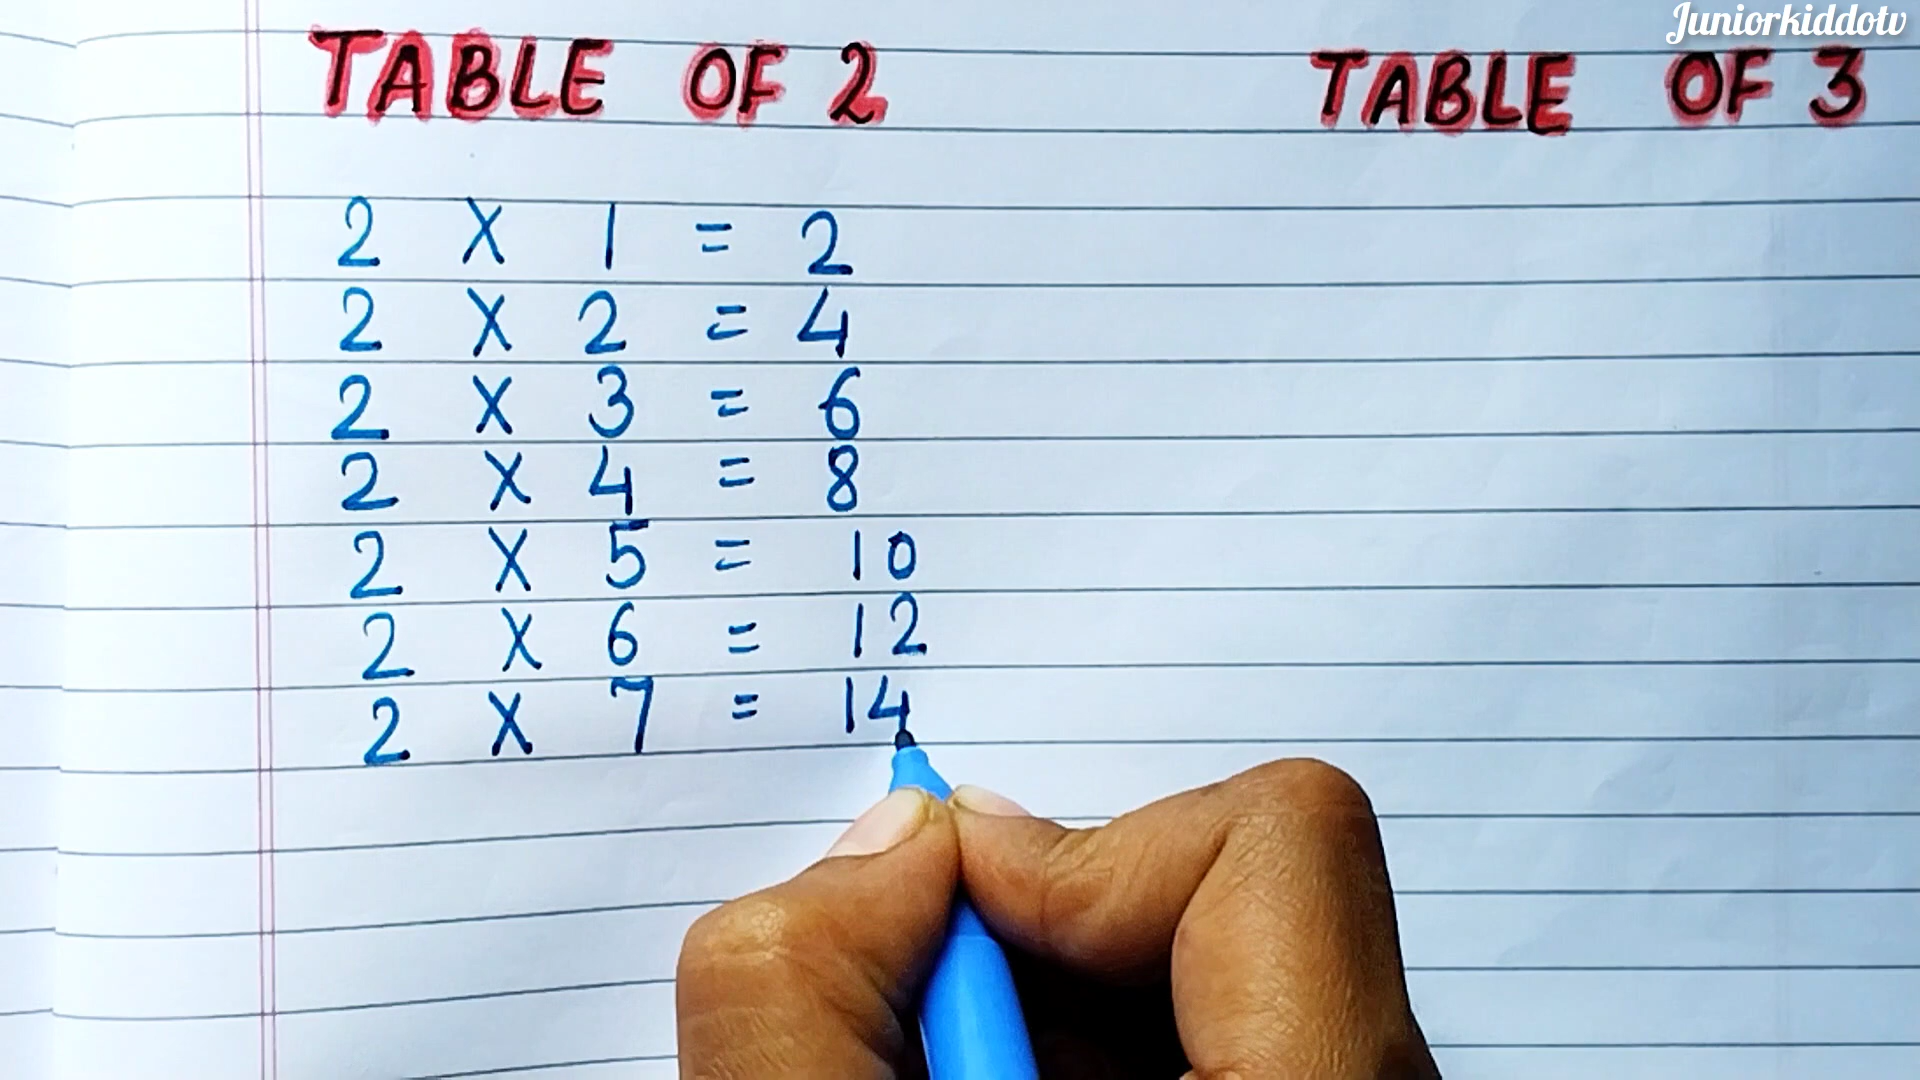 Juniorkiddotv
TABLE OF 2
TABLE OF 3
2 X 1 = 2
2 X 2 = 4
2 X 3 = 6
2 X 4 = 8
2 X 5 = 10
2 X 6 = 12
2 X 7 = 14